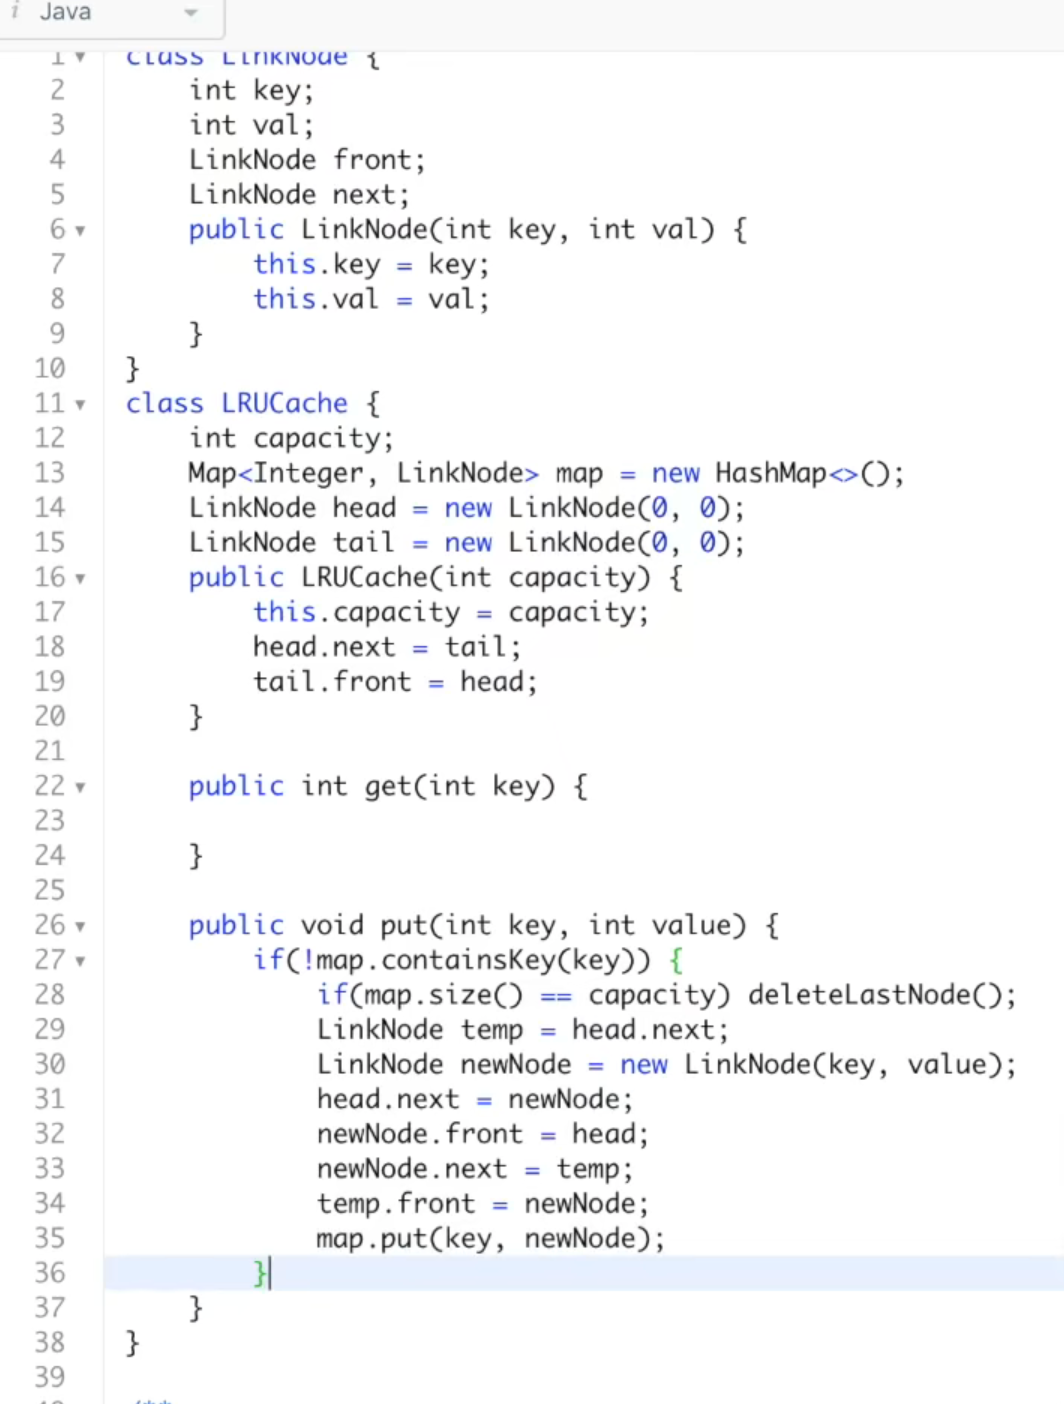 i Java
1 class LinkNode {
2 int key;
3 int val;
4 LinkNode front;
5 LinkNode next;
6 public LinkNode(int key, int val) {
7 this.key = key;
8 this.val = val;
9 }
10 }
11 class LRUCache {
12 int capacity;
13 Map<Integer, LinkNode> map = new HashMap<>();
14 LinkNode head = new LinkNode(0, 0);
15 LinkNode tail = new LinkNode(0, 0);
16 public LRUCache(int capacity) {
17 this.capacity = capacity;
18 head.next = tail;
19 tail.front = head;
20 }
21
22 public int get(int key) {
23
24 }
25
26 public void put(int key, int value) {
27 if(!map.containsKey(key)) {
28 if(map.size() == capacity) deleteLastNode();
29 LinkNode temp = head.next;
30 LinkNode newNode = new LinkNode(key, value);
31 head.next = newNode;
32 newNode.front = head;
33 newNode.next = temp;
34 temp.front = newNode;
35 map.put(key, newNode);
36 }
37 }
38 }
39
/**